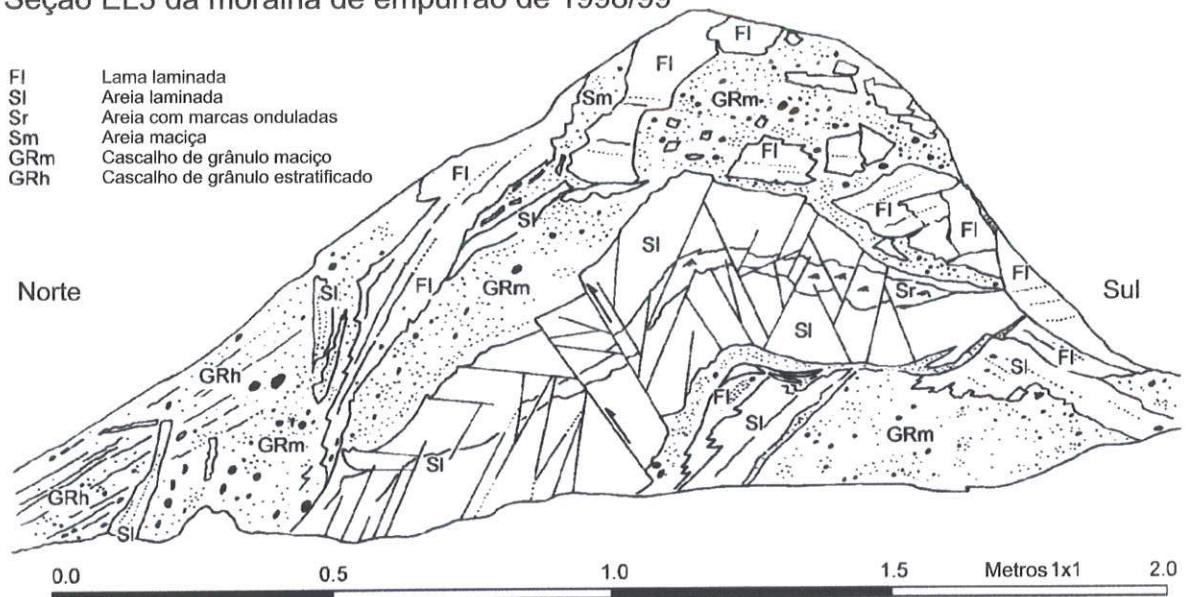 Seção EL3 da moraina de empurrão de 1998/99
Fl Lama laminada
Sl Areia laminada
Sr Areia com marcas onduladas
Sm Areia maciça
GRm Cascalho de grânulo maciço
GRh Cascalho de grânulo estratificado
Norte
Sul
Fl
Fl
Sm
GRm
Fl
Fl
Sl
Fl
Fl
Sl
Fl
Sl
GRm
Fl
Sr
Sl
GRh
Fl
Sl
Fl
GRm
Sl
GRm
Sl
GRh
Sl
0.0 0.5 1.0 1.5 Metros 1x1 2.0